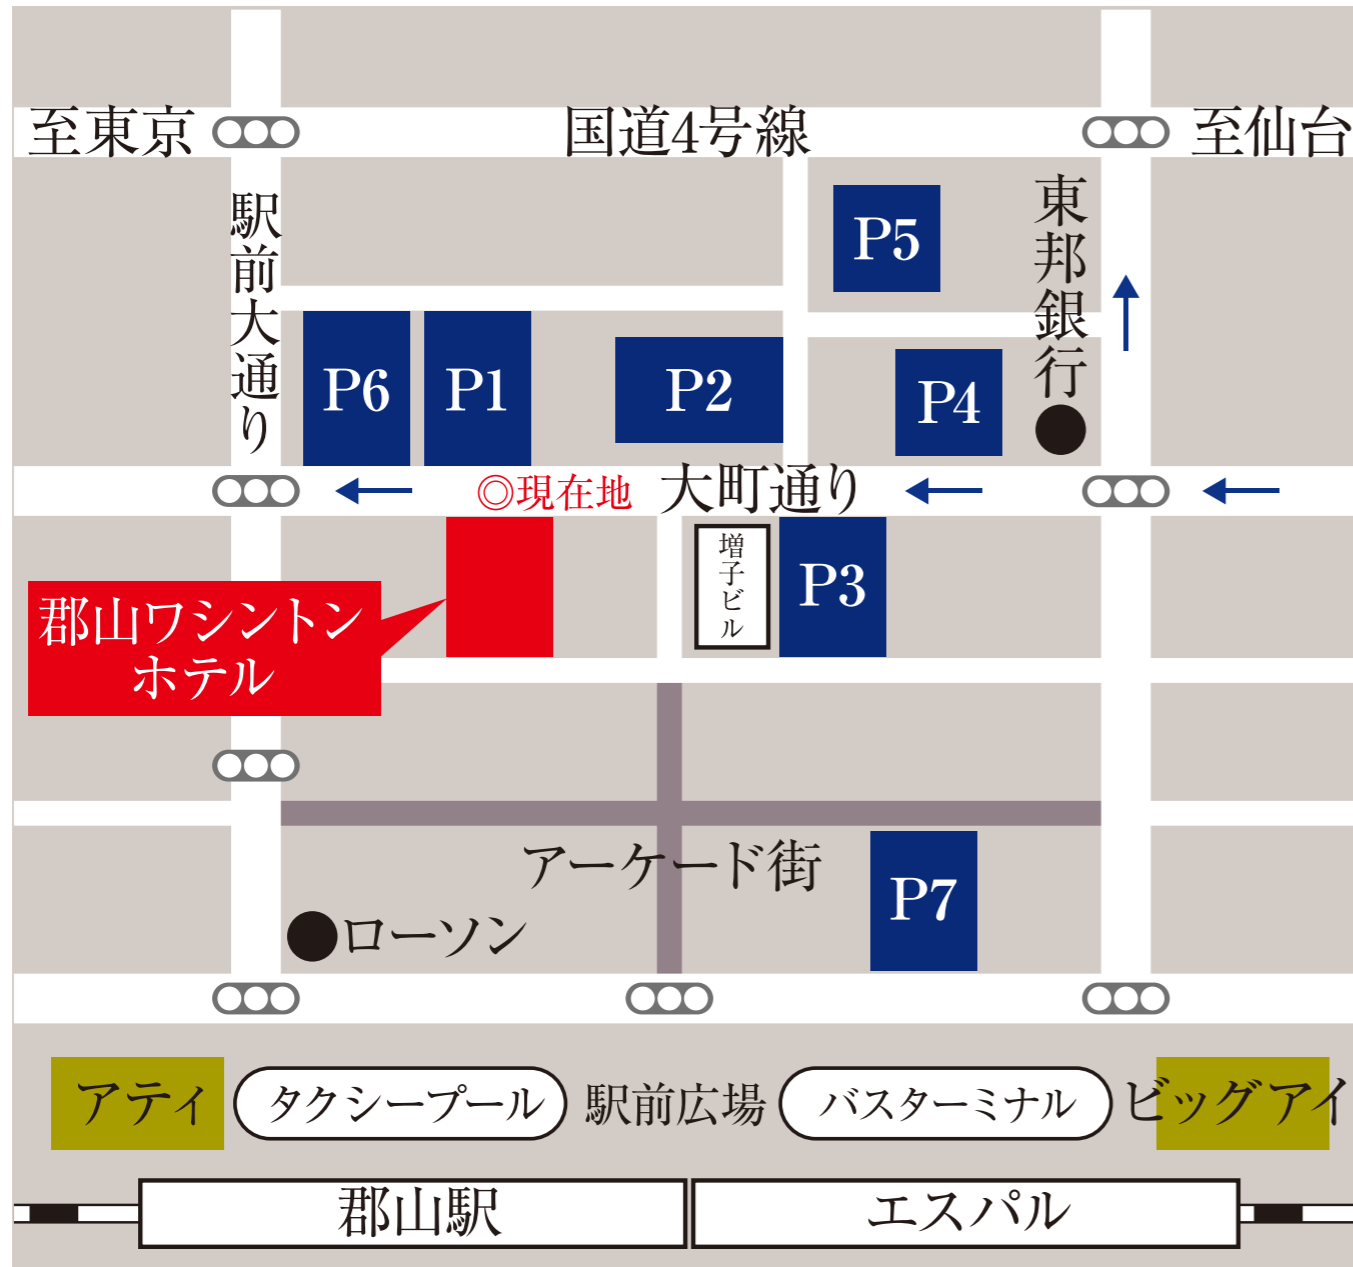 至東京
国道4号線
至仙台
駅前大通り
P5
東邦銀行
P6
P1
P2
P4
◎現在地
大町通り
増子ビル
P3
郡山ワシントン
ホテル
アーケード街
P7
ローソン
アティ
タクシープール
駅前広場
バスターミナル
ビッグアイ
郡山駅
エスパル